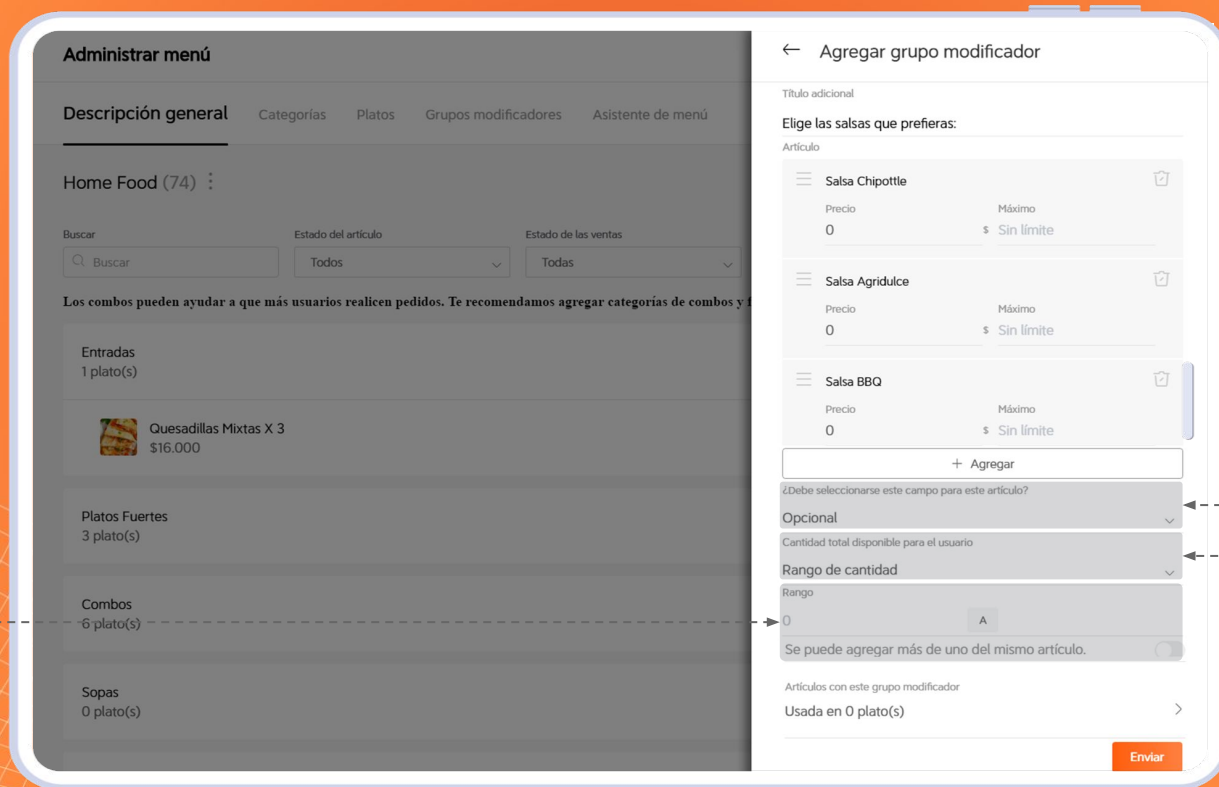 Administrar menú
Descripción general
Categorías
Platos
Grupos modificadores
Asistente de menú
Home Food (74)
Buscar
Estado del artículo
Estado de las ventas
Buscar
Todos
Todas
Los combos pueden ayudar a que más usuarios realicen pedidos. Te recomendamos agregar categorías de combos y
Entradas
1 plato(s)
Quesadillas Mixtas X 3
$16.000
Platos Fuertes
3 plato(s)
Combos
6 plato(s)
Sopas
0 plato(s)
← Agregar grupo modificador
Título adicional
Elige las salsas que prefieras:
Artículo
Salsa Chipottle
Precio
Máximo
0 $
Sin límite
Salsa Agridulce
Precio
Máximo
0 $
Sin límite
Salsa BBQ
Precio
Máximo
0 $
Sin límite
+ Agregar
¿Debe seleccionarse este campo para este artículo?
Opcional
Cantidad total disponible para el usuario
Rango de cantidad
Rango
0
A
Se puede agregar más de uno del mismo artículo.
Artículos con este grupo modificador
Usada en 0 plato(s)
Enviar